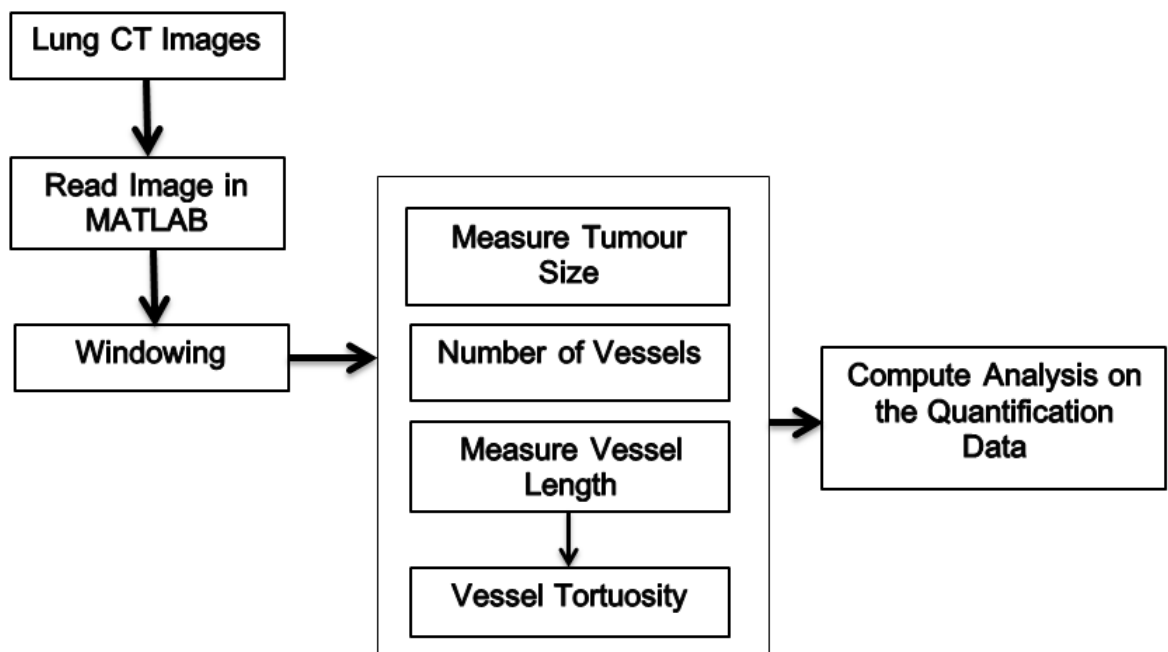 Lung CT Images
Read Image in
MATLAB
Windowing
Measure Tumour
Size
Number of Vessels
Measure Vessel
Length
Vessel Tortuosity
Compute Analysis on
the Quantification
Data